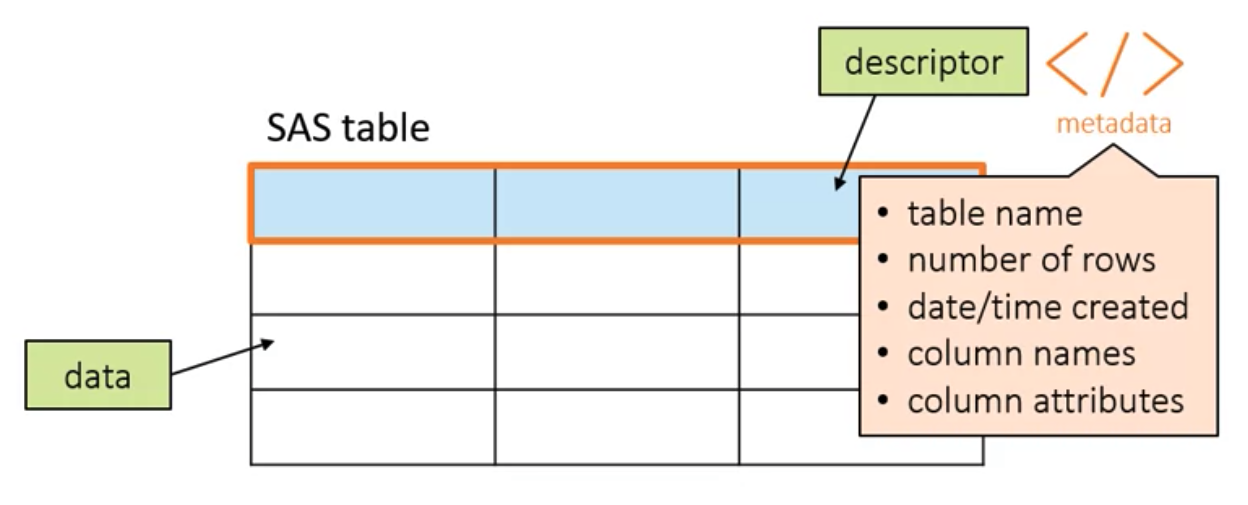 descriptor
</>
metadata
SAS table
• table name
• number of rows
• date/time created
• column names
• column attributes
data